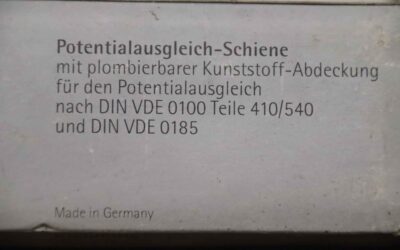 Potentialausgleich-Schiene
mit plombierbarer Kunststoff-Abdeckung
für den Potentialausgleich
nach DIN VDE 0100 Teile 410/540
und DIN VDE 0185
Made in Germany